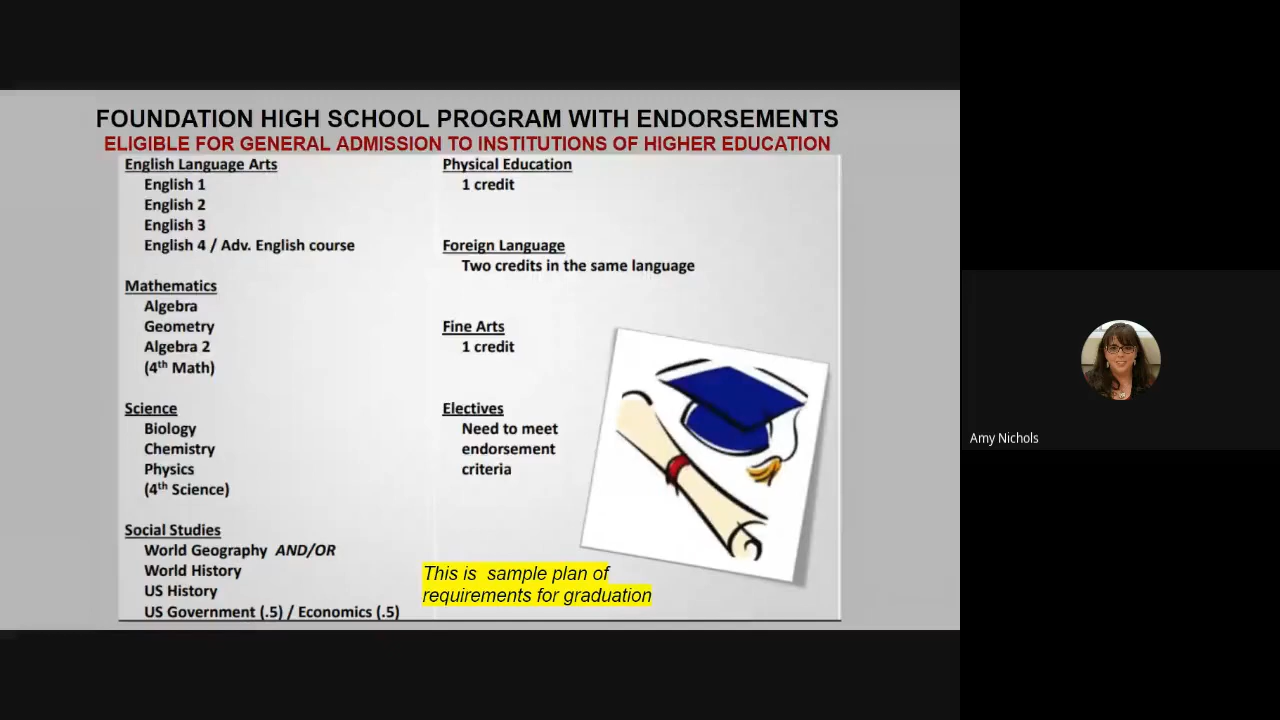 FOUNDATION HIGH SCHOOL PROGRAM WITH ENDORSEMENTS
ELIGIBLE FOR GENERAL ADMISSION TO INSTITUTIONS OF HIGHER EDUCATION
English Language Arts
English 1
English 2
English 3
English 4 / Adv. English course
Mathematics
Algebra
Geometry
Algebra 2
(4th Math)
Science
Biology
Chemistry
Physics
(4th Science)
Social Studies
World Geography AND/OR
World History
US History
US Government (.5) / Economics (.5)
Physical Education
1 credit
Foreign Language
Two credits in the same language
Fine Arts
1 credit
Electives
Need to meet
endorsement
criteria
This is sample plan of
requirements for graduation
Amy Nichols